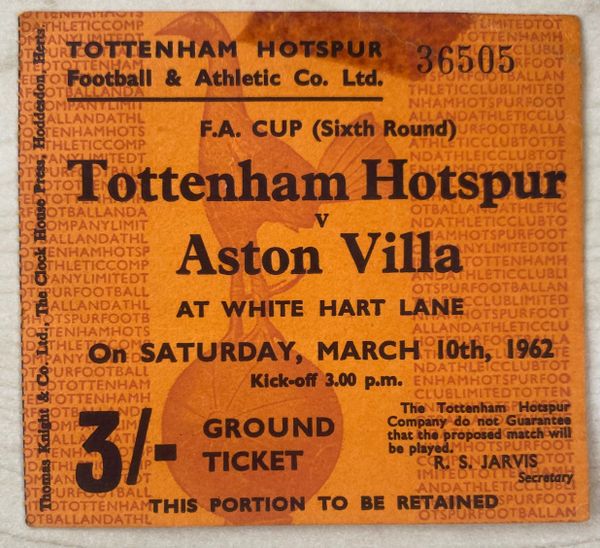 TOTTENHAM HOTSPUR
Football & Athletic Co. Ltd.
36505
F.A. CUP (Sixth Round)
Tottenham Hotspur
v
Aston Villa
AT WHITE HART LANE
On SATURDAY, MARCH 10th, 1962
Kick-off 3.00 p.m.
3/-
GROUND
TICKET
The Tottenham Hotspur
Company do not Guarantee
that the proposed match will
be played.
R. S. JARVIS
Secretary
THIS PORTION TO BE RETAINED
Thomas Knight & Co. Ltd., The Clock House Press, Hoddesdon, Herts.